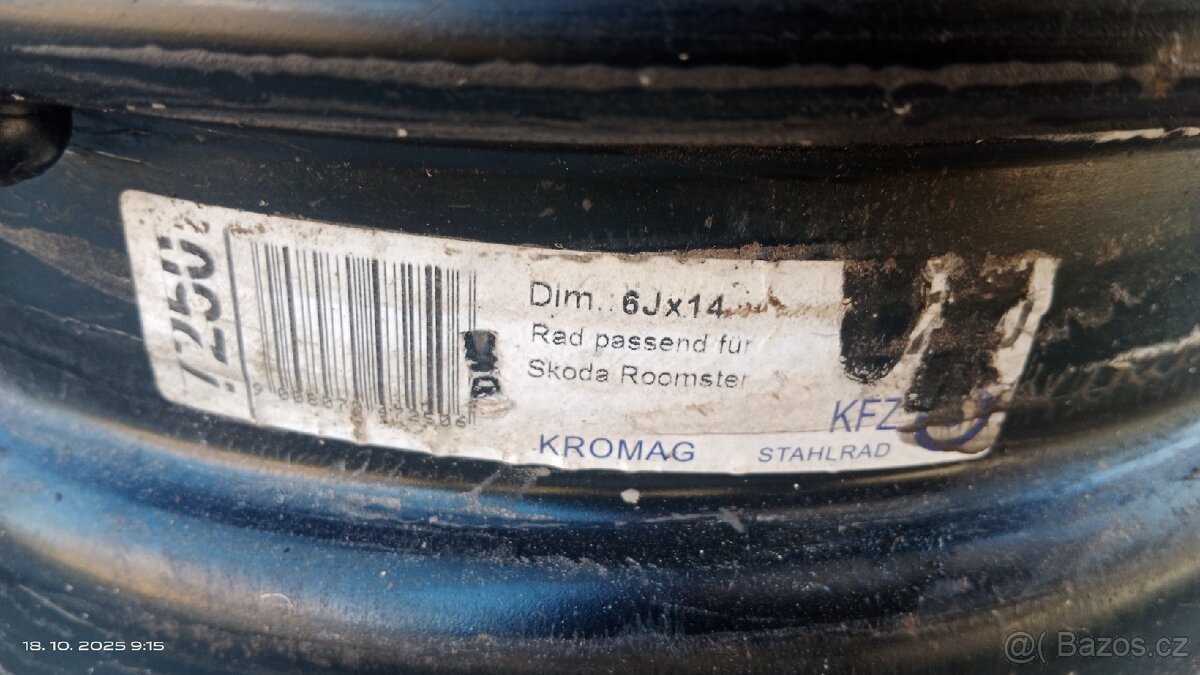 7250
Dim.: 6Jx14
Rad passend für
Skoda Roomster
KROMAG
KFZ
STAHLRAD
18. 10. 2025 9:15
@( Bazos.cz